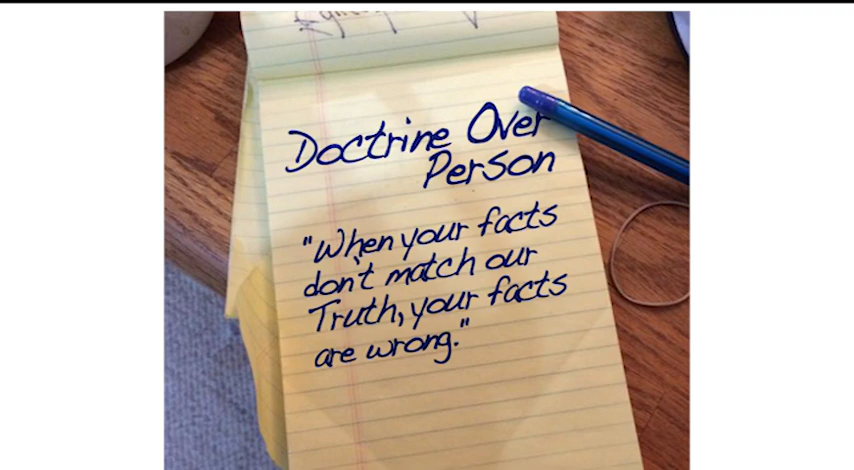 Doctrine Over
Person
"When your facts
don't match our
Truth, your facts
are wrong."